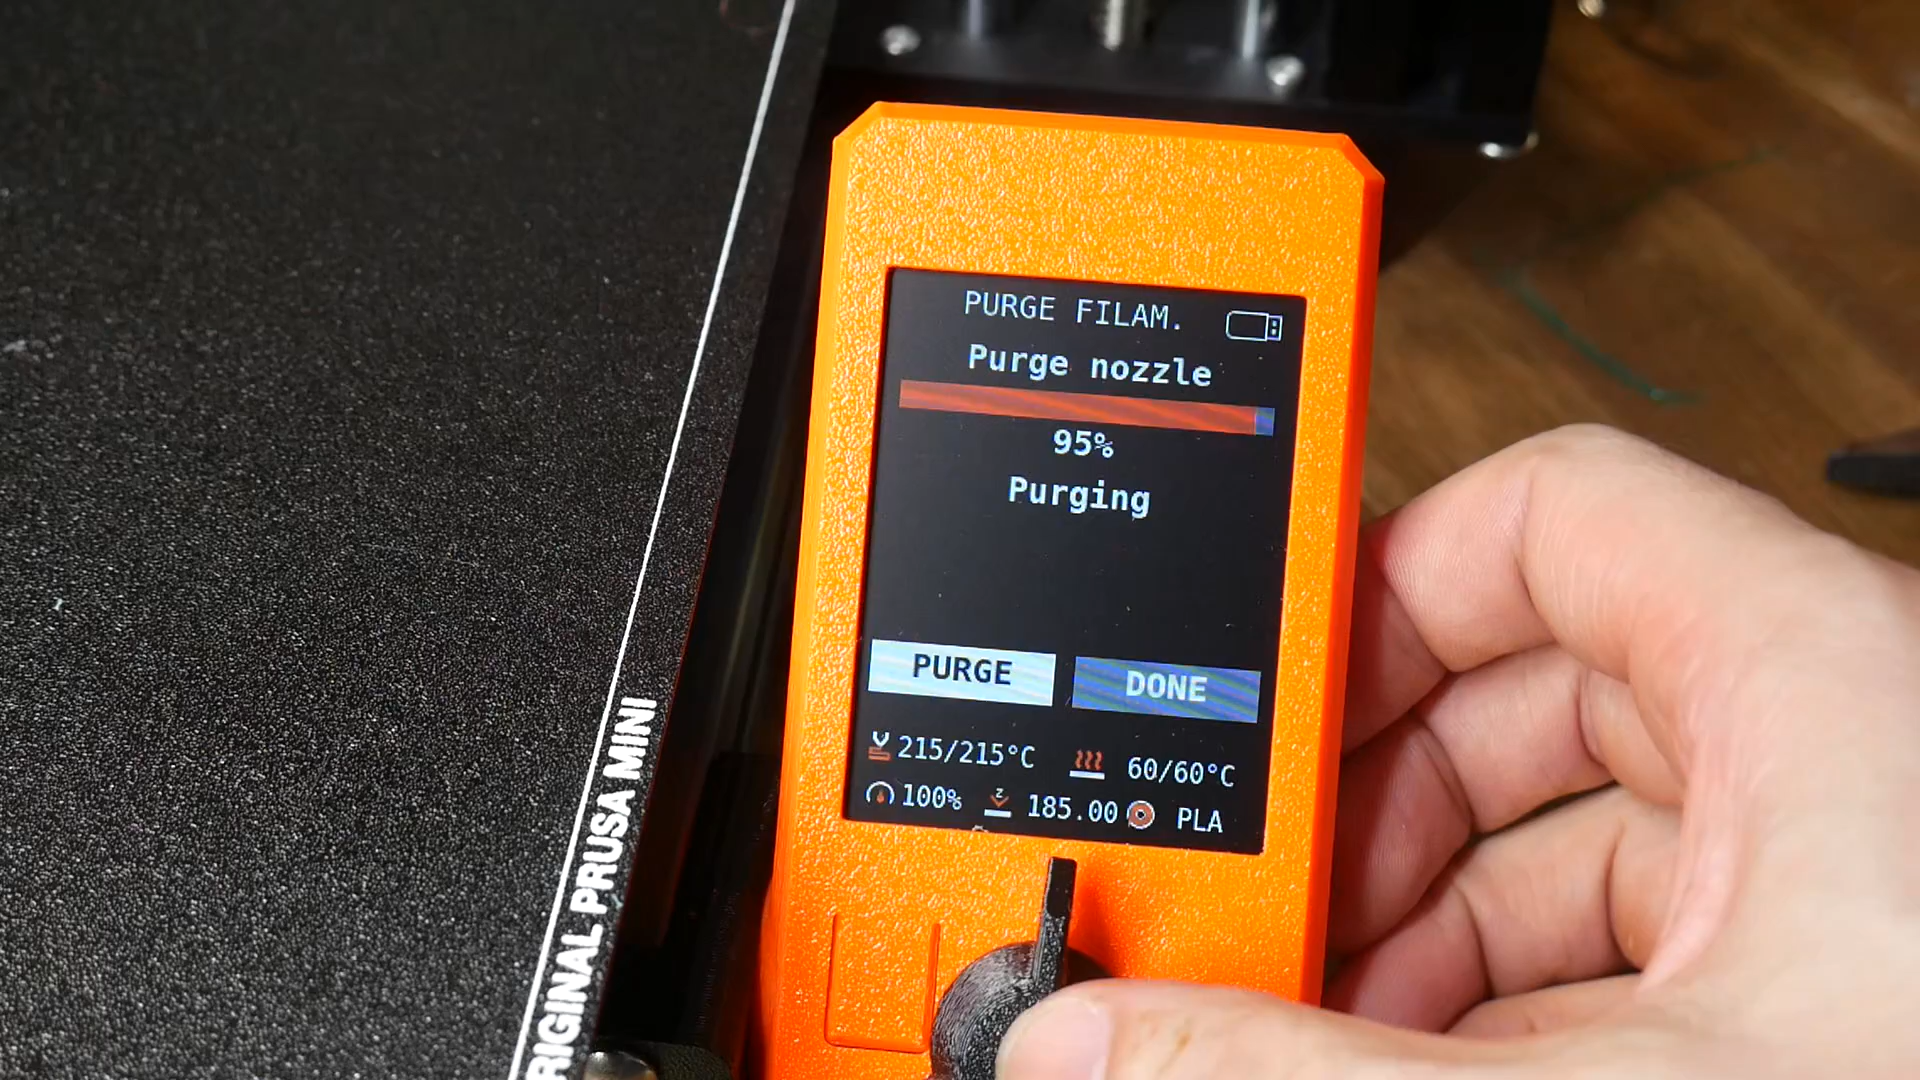 PURGE FILAM.
Purge nozzle
95%
Purging
PURGE DONE
215/215°C 60/60°C
100% Z 185.00 PLA
RIGINAL PRUSA MINI